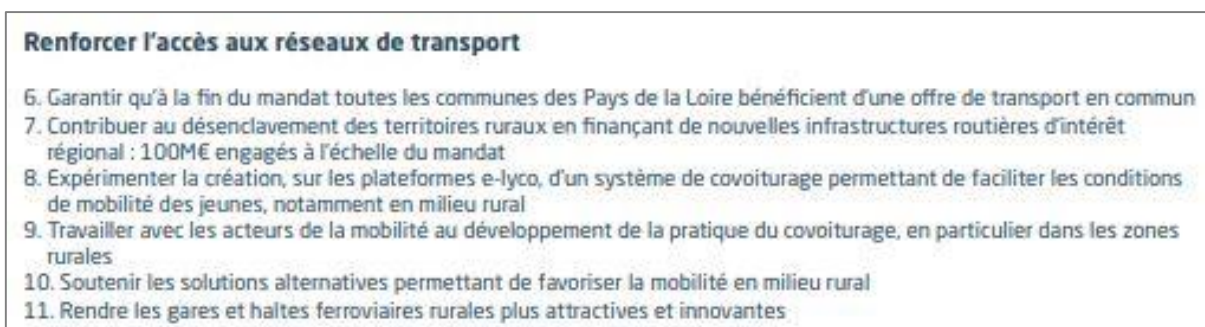 Renforcer l'accès aux réseaux de transport
6. Garantir qu'à la fin du mandat toutes les communes des Pays de la Loire bénéficient d'une offre de transport en commun
7. Contribuer au désenclavement des territoires ruraux en finançant de nouvelles infrastructures routières d'intérêt
régional : 100M€ engagés à l'échelle du mandat
8. Expérimenter la création, sur les plateformes e-lyco, d'un système de covoiturage permettant de faciliter les conditions
de mobilité des jeunes, notamment en milieu rural
9. Travailler avec les acteurs de la mobilité au développement de la pratique du covoiturage, en particulier dans les zones
rurales
10. Soutenir les solutions alternatives permettant de favoriser la mobilité en milieu rural
11. Rendre les gares et haltes ferroviaires rurales plus attractives et innovantes